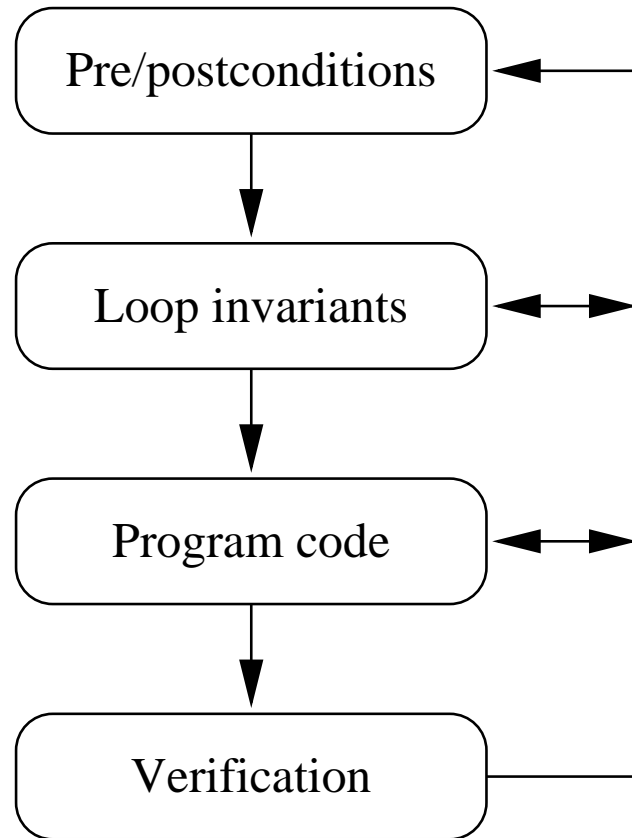 Pre/postconditions
Loop invariants
Program code
Verification